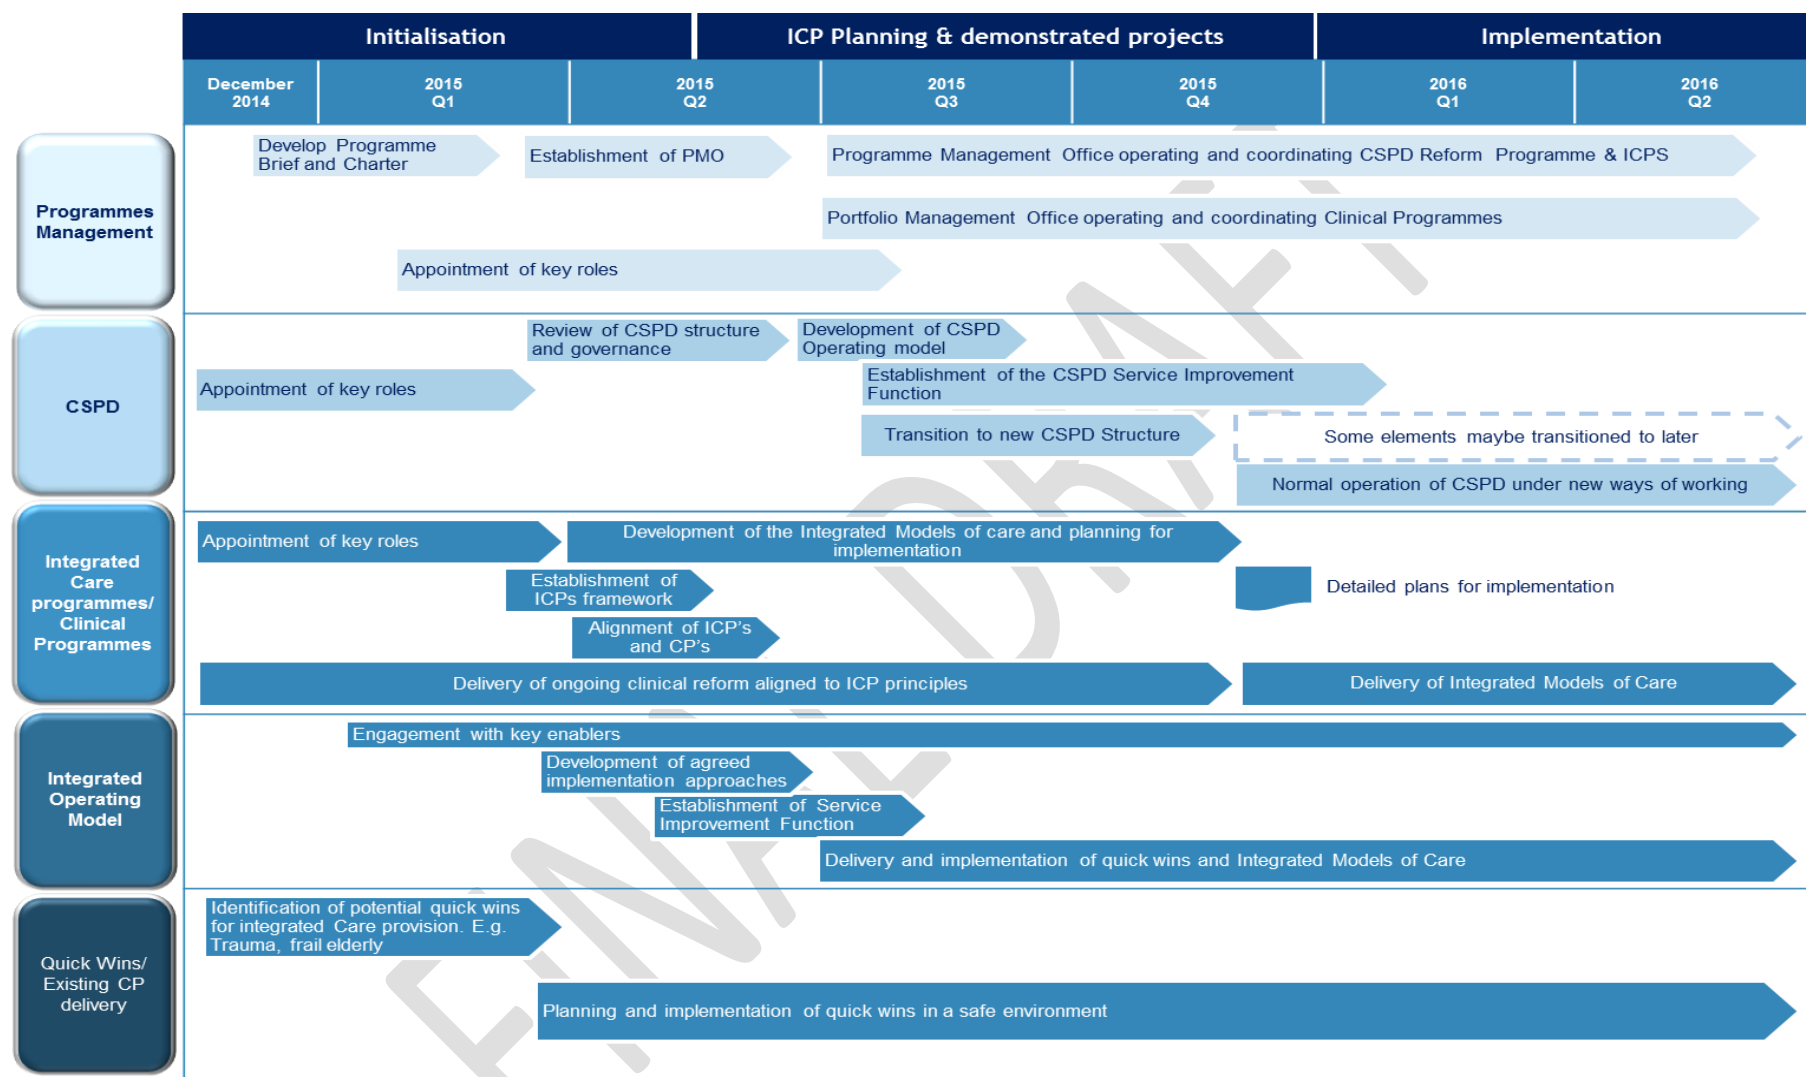 Initialisation
ICP Planning & demonstrated projects
Implementation
December
2014
2015
Q1
2015
Q2
2015
Q3
2015
Q4
2016
Q1
2016
Q2
Programmes
Management
Develop Programme
Brief and Charter
Establishment of PMO
Programme Management Office operating and coordinating CSPD Reform Programme & ICPS
Portfolio Management Office operating and coordinating Clinical Programmes
Appointment of key roles
CSPD
Review of CSPD structure
and governance
Development of CSPD
Operating model
Appointment of key roles
Establishment of the CSPD Service Improvement
Function
Transition to new CSPD Structure
Some elements maybe transitioned to later
Normal operation of CSPD under new ways of working
Integrated
Care
programmes/
Clinical
Programmes
Appointment of key roles
Development of the Integrated Models of care and planning for
implementation
Establishment of
ICPs framework
Detailed plans for implementation
Alignment of ICP's
and CP's
Delivery of ongoing clinical reform aligned to ICP principles
Delivery of Integrated Models of Care
Integrated
Operating
Model
Engagement with key enablers
Development of agreed
implementation approaches
Establishment of Service
Improvement Function
Delivery and implementation of quick wins and Integrated Models of Care
Quick Wins/
Existing CP
delivery
Identification of potential quick wins
for integrated Care provision. E.g.
Trauma, frail elderly
Planning and implementation of quick wins in a safe environment
FINAL DRAFT